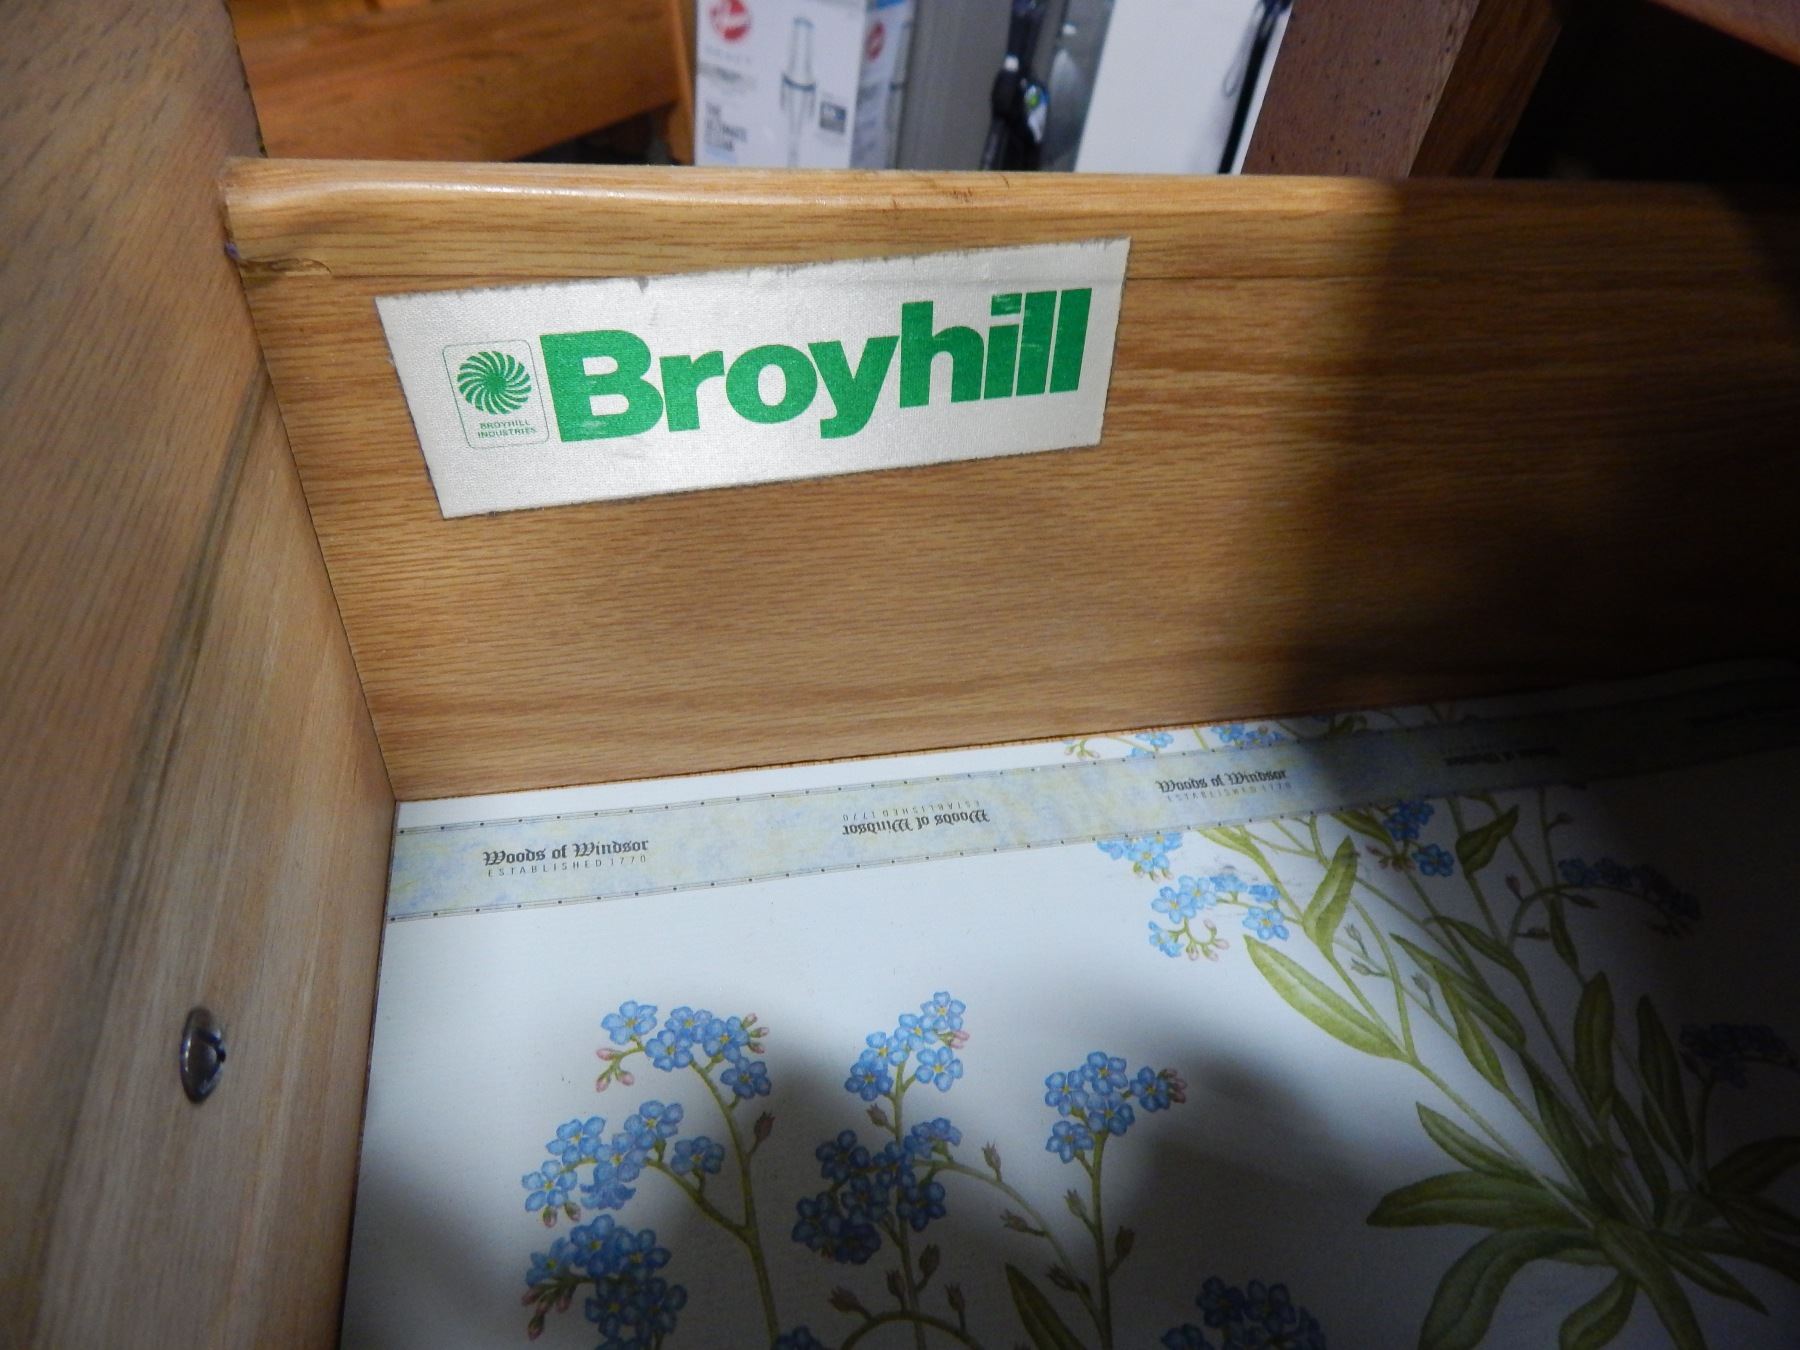 Broyhill
BROYHILL
INDUSTRIES
Woods of Windsor
ESTABLISHED 1770
Woods of Windsor
ESTABLISHED 1770
Woods of Windsor
ESTABLISHED 1770